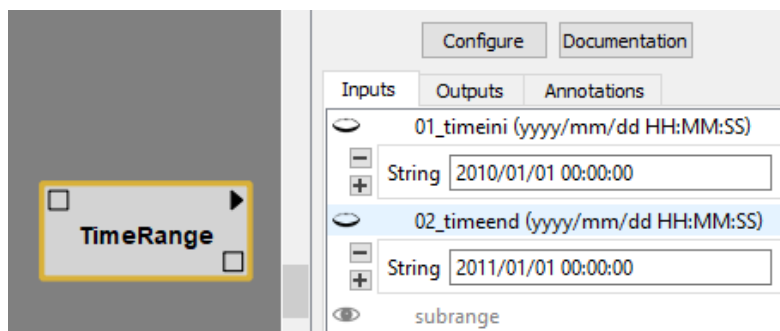 Configure Documentation
Inputs Outputs Annotations
01_timeini (yyyy/mm/dd HH:MM:SS)
String 2010/01/01 00:00:00
TimeRange
02_timeend (yyyy/mm/dd HH:MM:SS)
String 2011/01/01 00:00:00
subrange